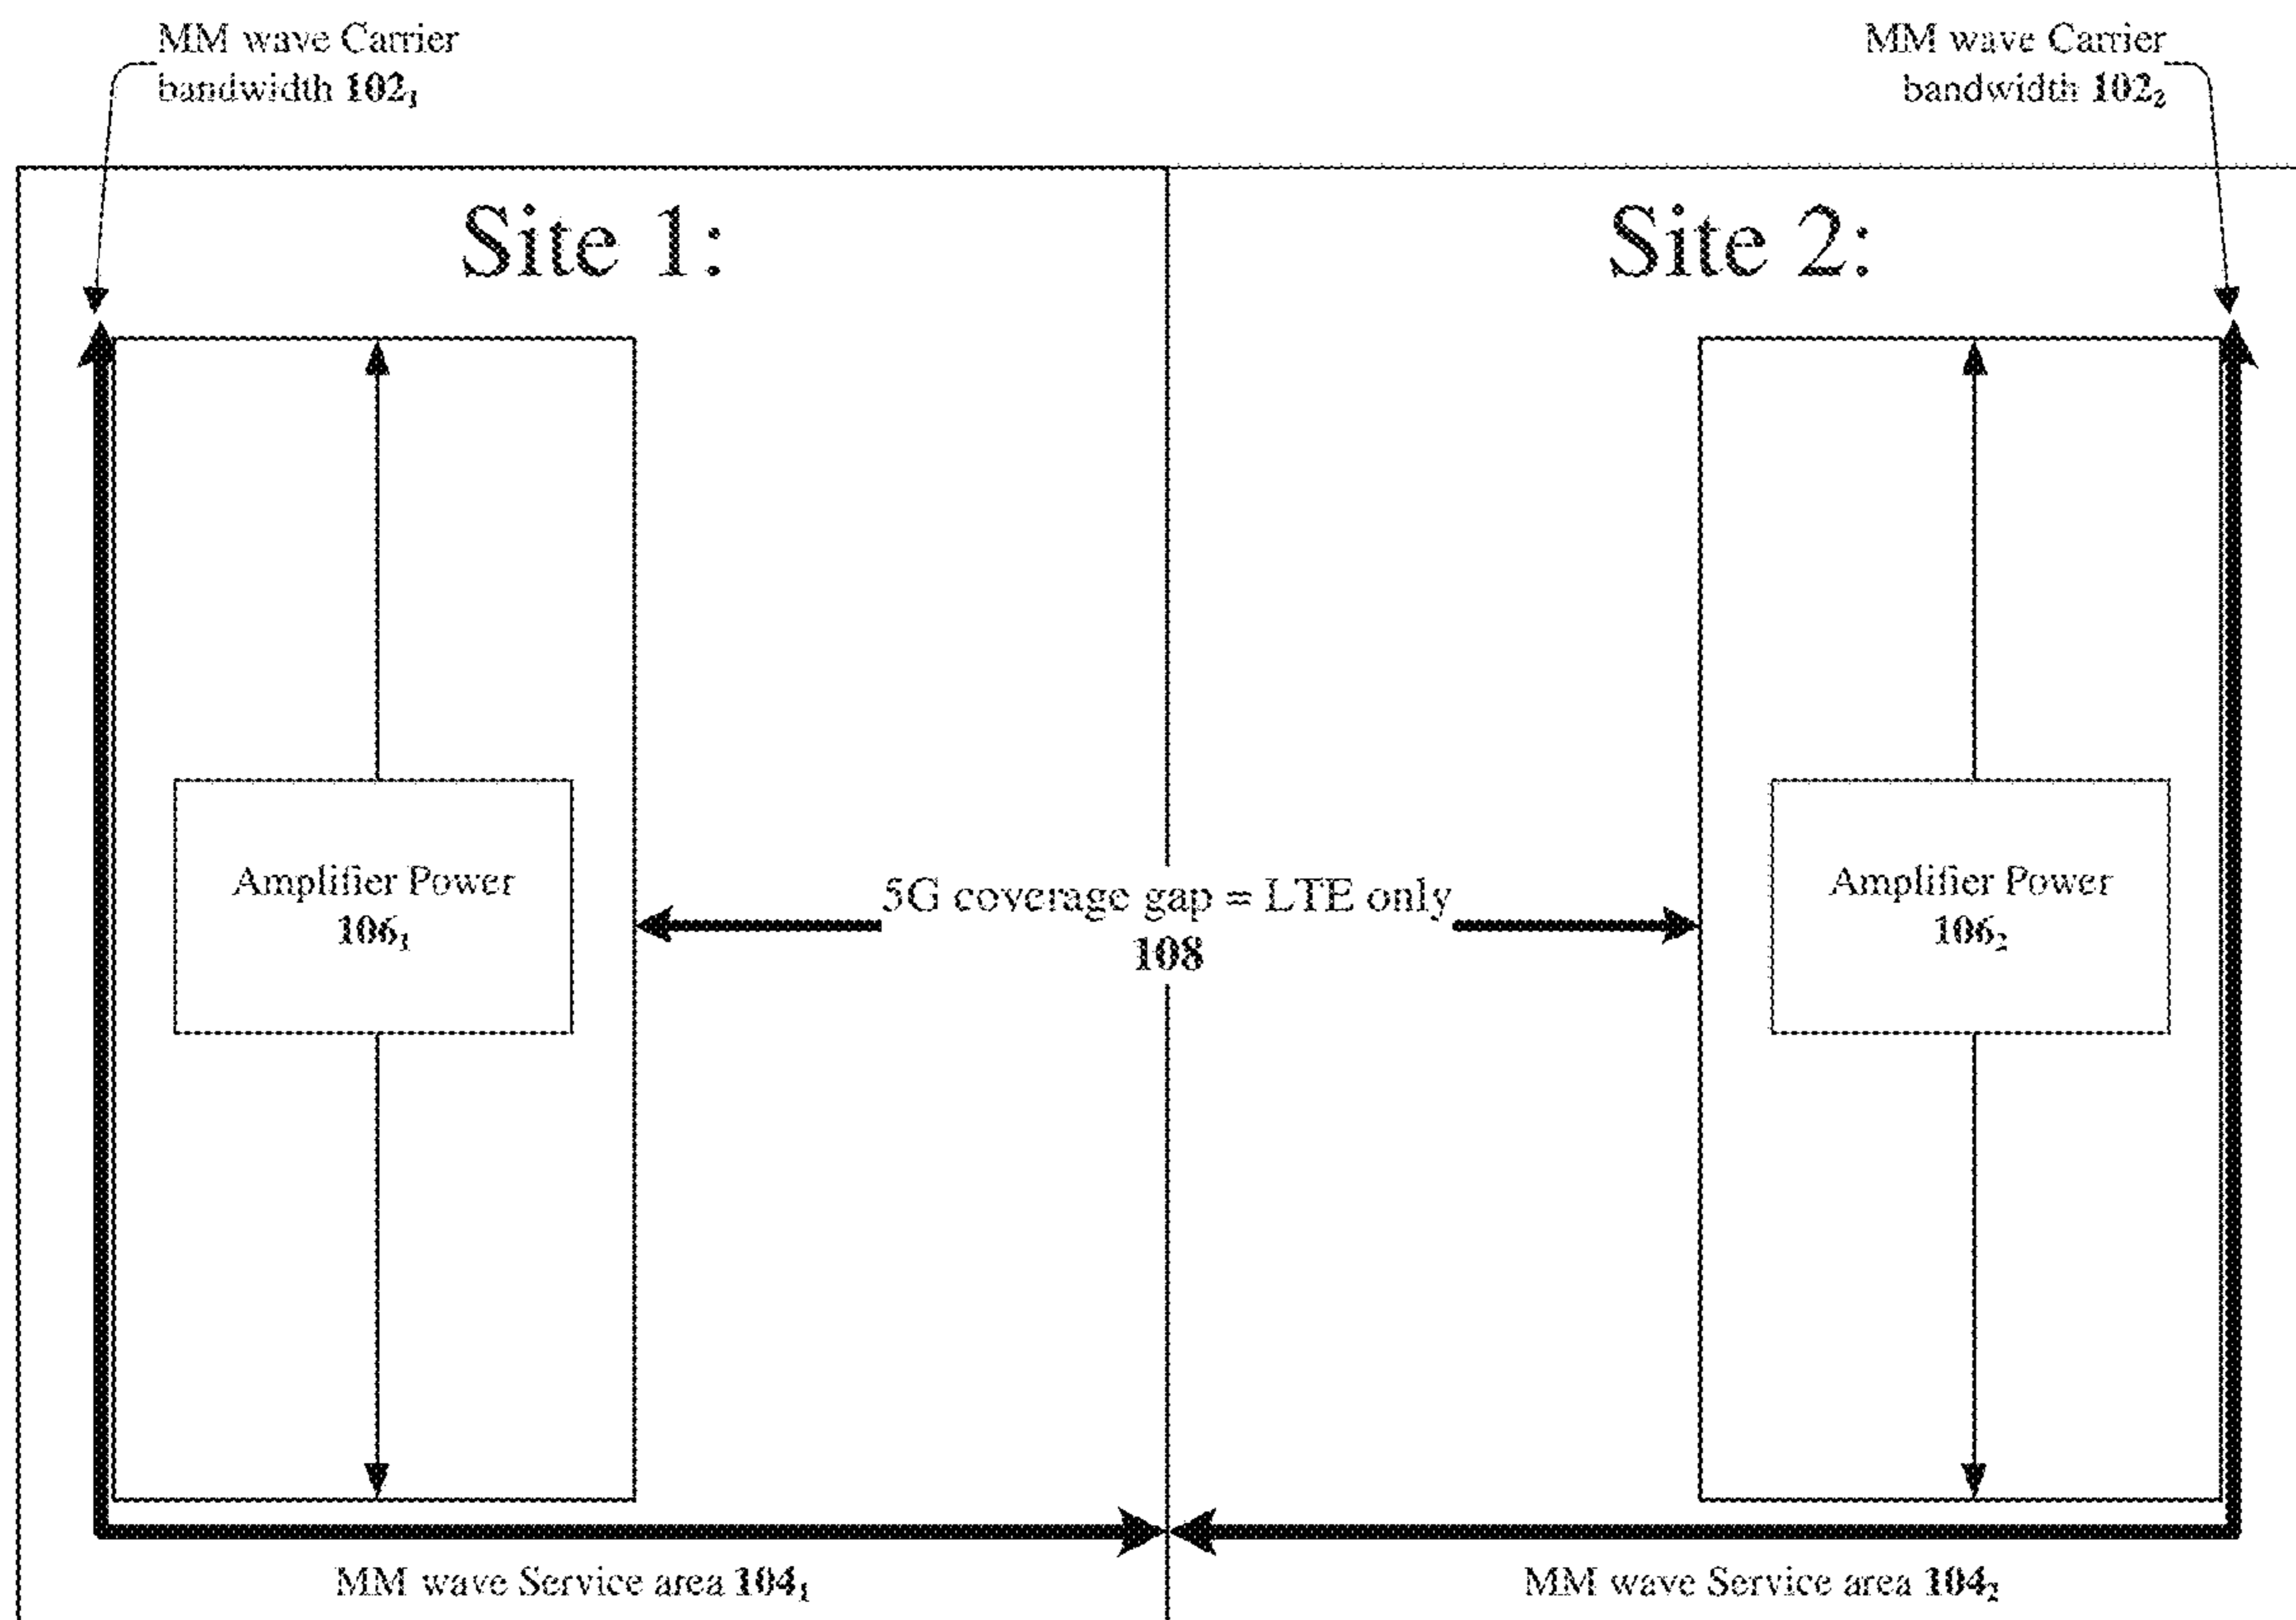 MM wave Carrier
bandwidth 102₁
MM wave Carrier
bandwidth 102₂
Site 1:
Site 2:
Amplifier Power
106₁
5G coverage gap = LTE only
108
Amplifier Power
106₂
MM wave Service area 104₁
MM wave Service area 104₂